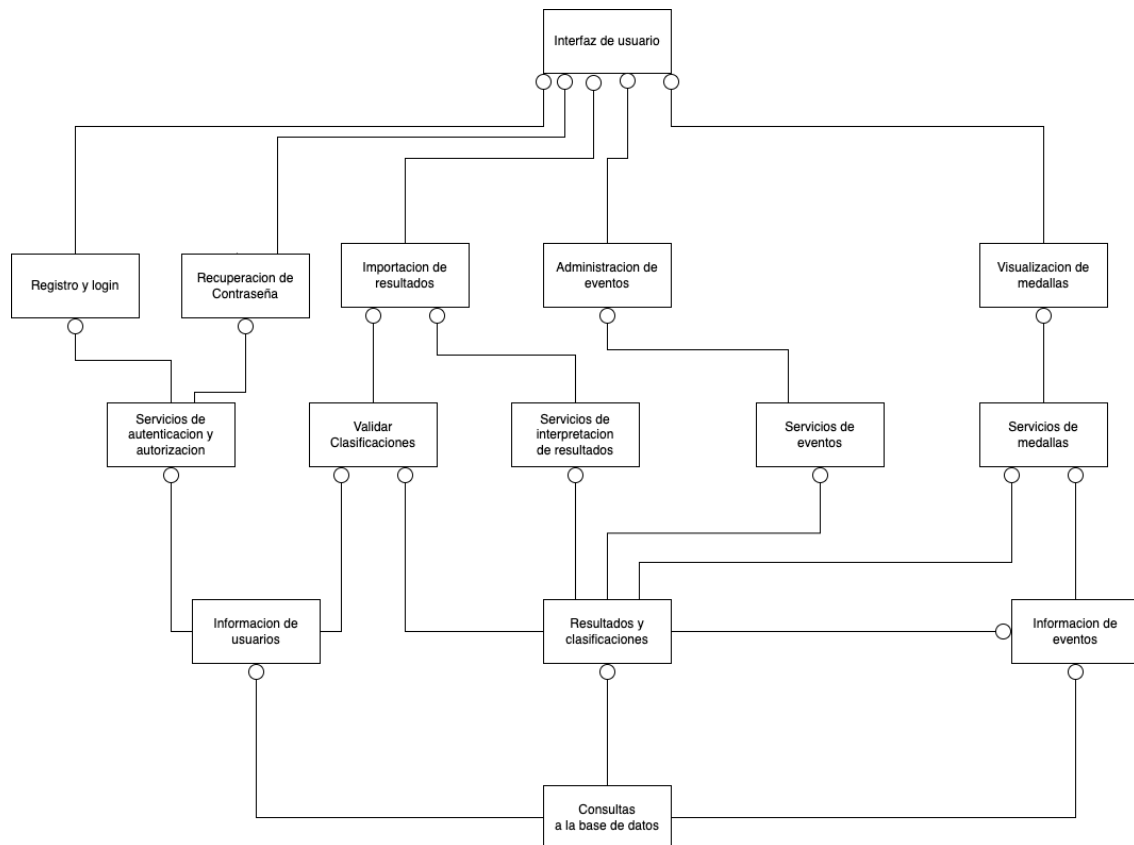 Interfaz de usuario
Registro y login
Recuperacion de
Contraseña
Importacion de
resultados
Administracion de
eventos
Visualizacion de
medallas
Servicios de
autenticacion y
autorizacion
Validar
Clasificaciones
Servicios de
interpretacion
de resultados
Servicios de
eventos
Servicios de
medallas
Informacion de
usuarios
Resultados y
clasificaciones
Informacion de
eventos
Consultas
a la base de datos